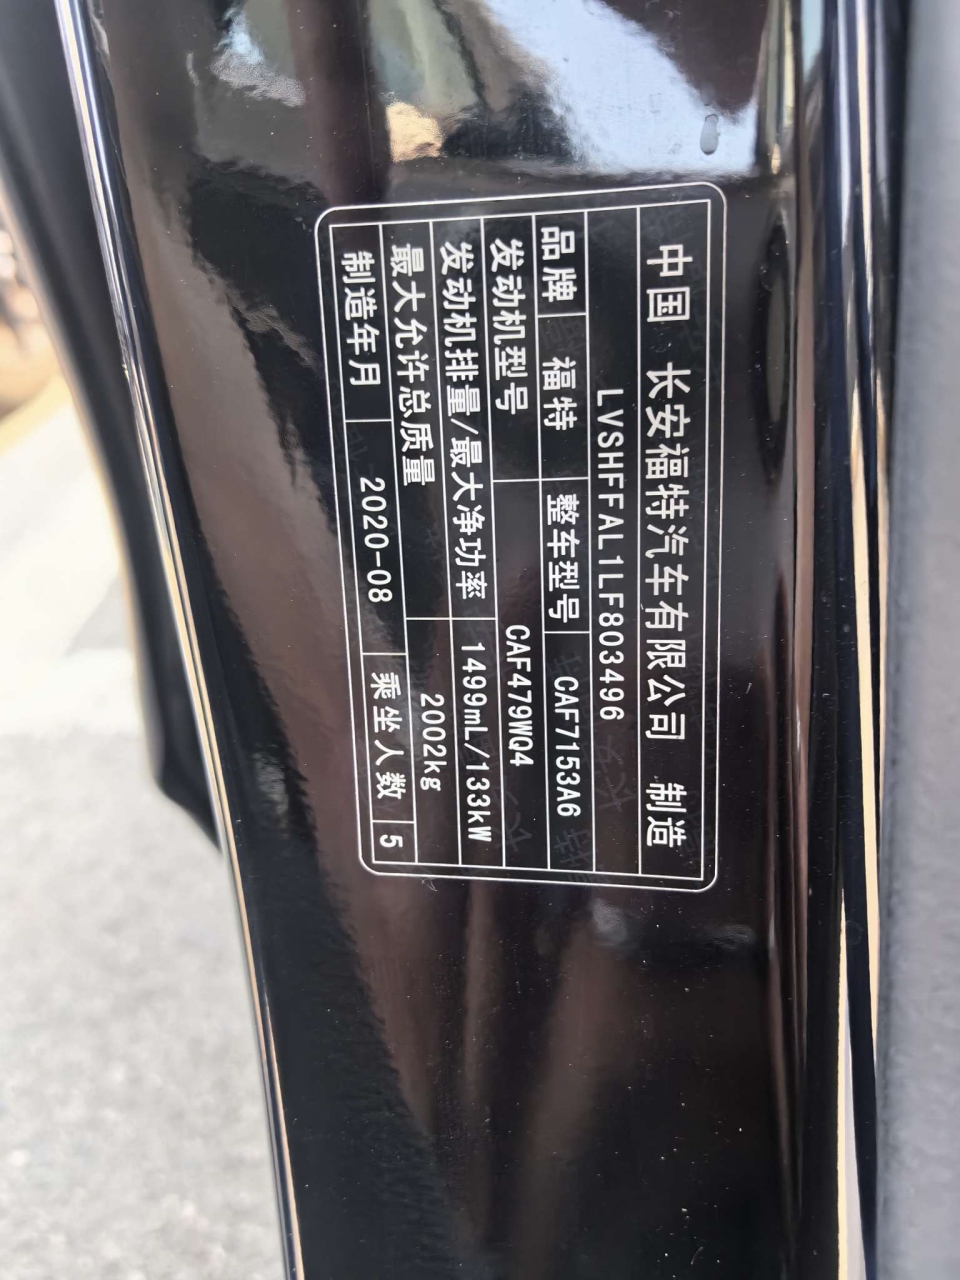 中国 长安福特汽车有限公司 制造
LVSHFFAL1LF803496
品牌 福特 整车型号 CAF7153A6
发动机型号 CAF479WQ4
发动机排量/最大净功率 1499mL/133kW
最大允许总质量 2002kg
制造年月 2020-08 乘坐人数 5